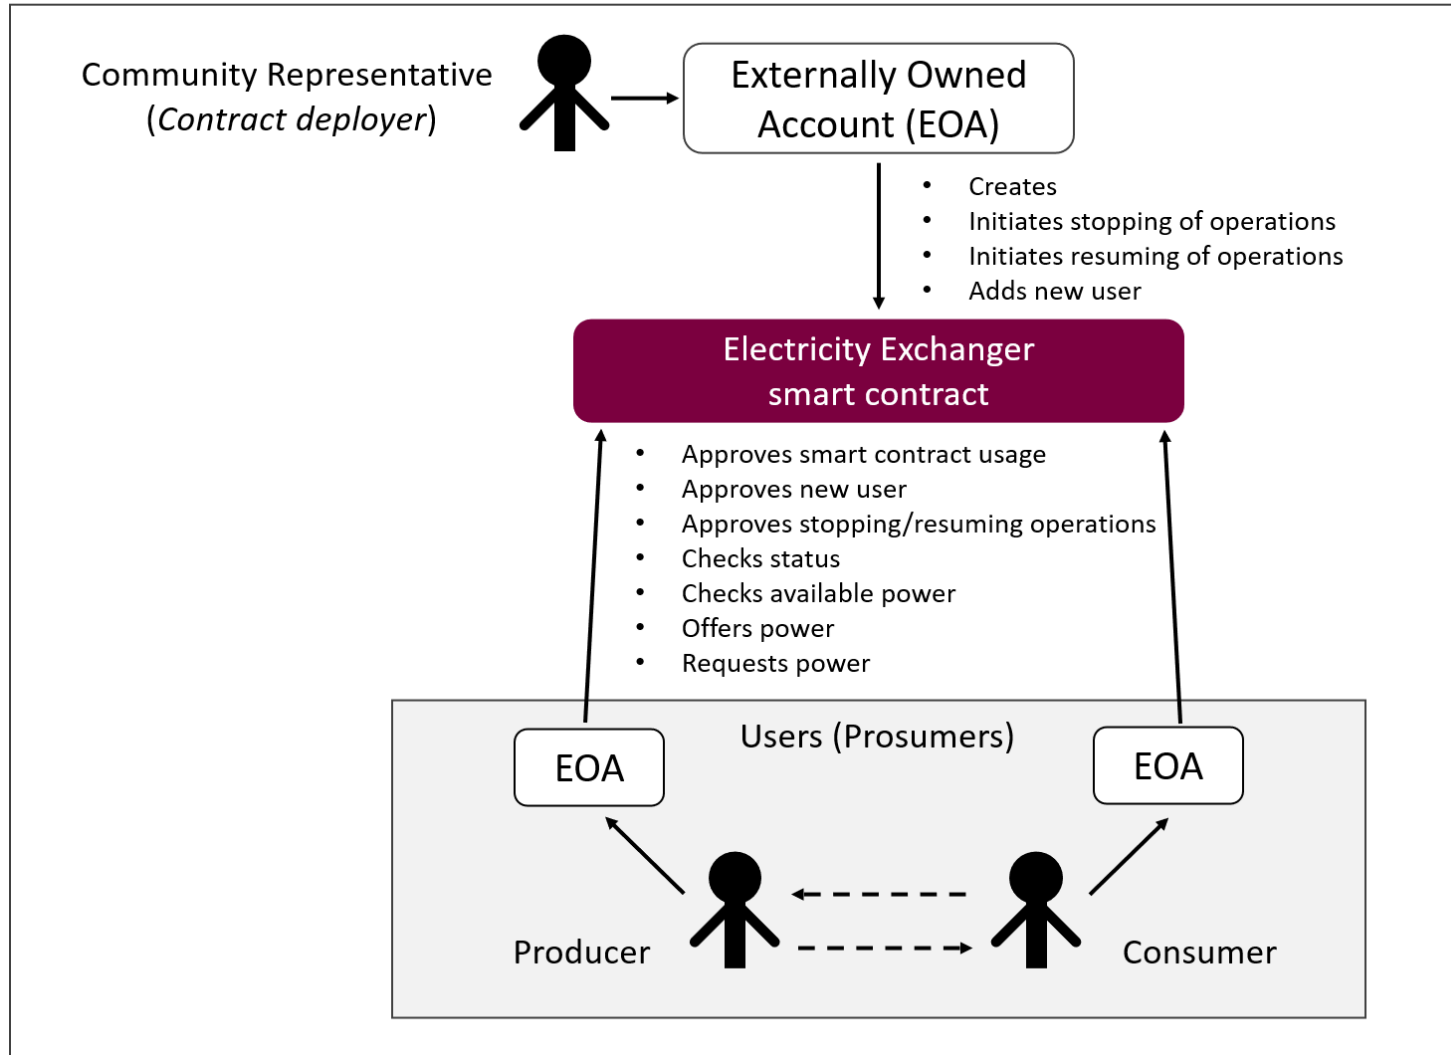 Community Representative
(Contract deployer)
Externally Owned
Account (EOA)
• Creates
• Initiates stopping of operations
• Initiates resuming of operations
• Adds new user
Electricity Exchanger
smart contract
• Approves smart contract usage
• Approves new user
• Approves stopping/resuming operations
• Checks status
• Checks available power
• Offers power
• Requests power
Users (Prosumers)
EOA
EOA
Producer
Consumer